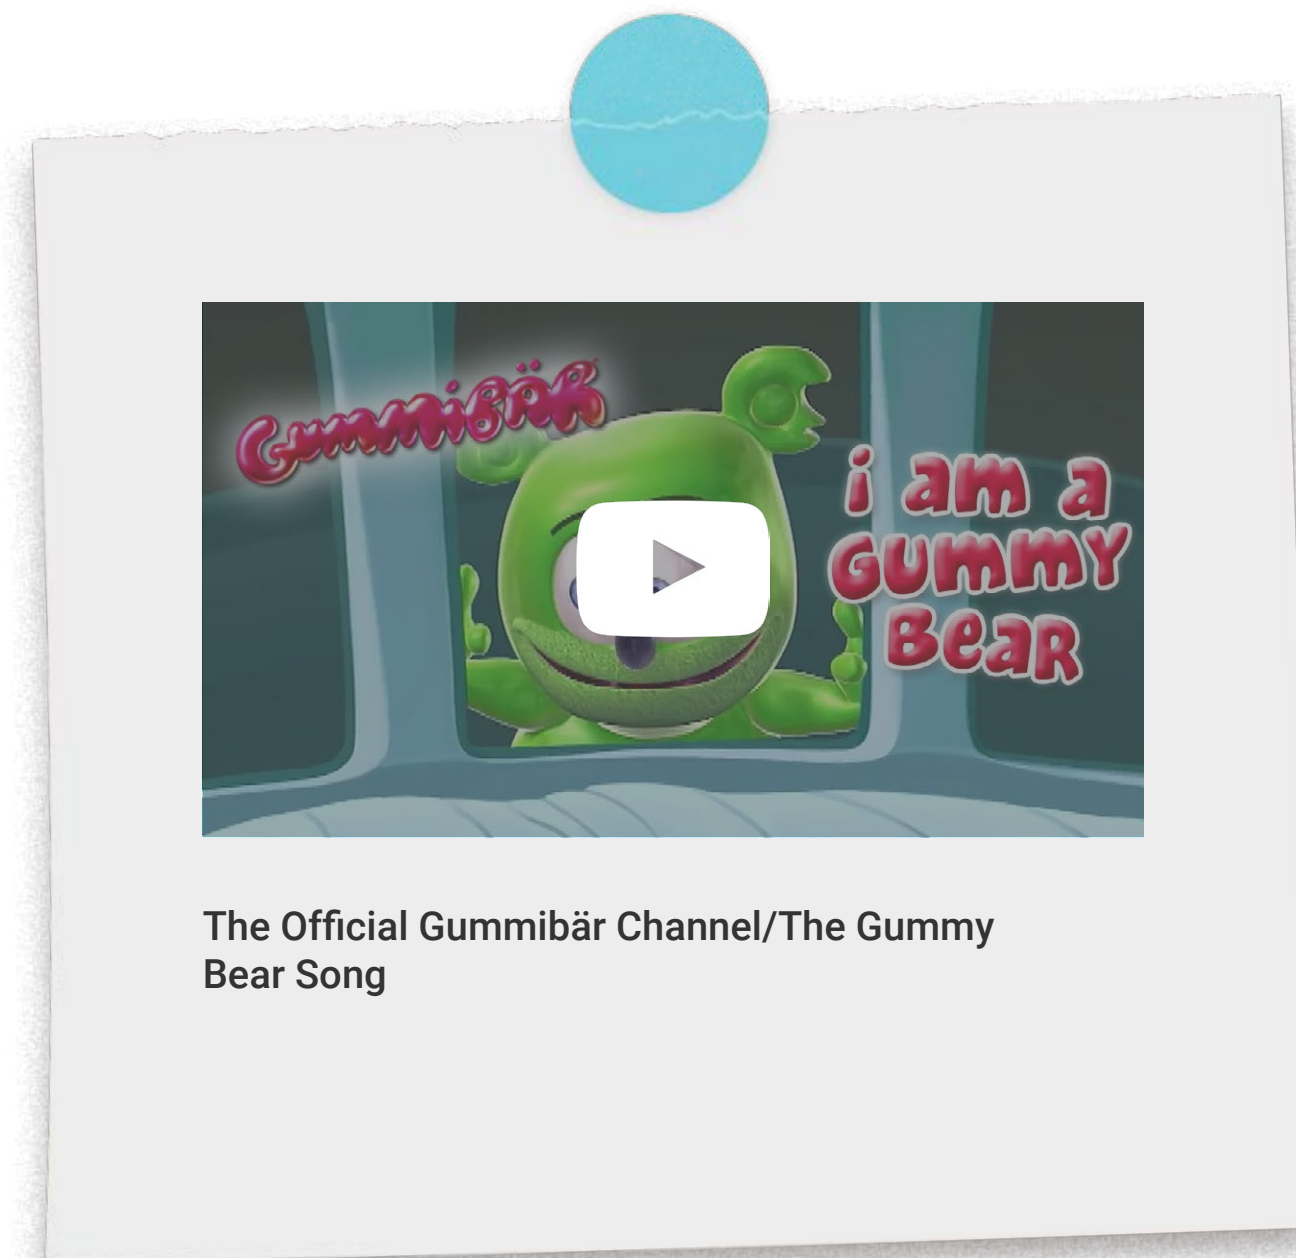 GummiBÄR
i am a
GUMMY
BeaR
The Official Gummibär Channel/The Gummy
Bear Song